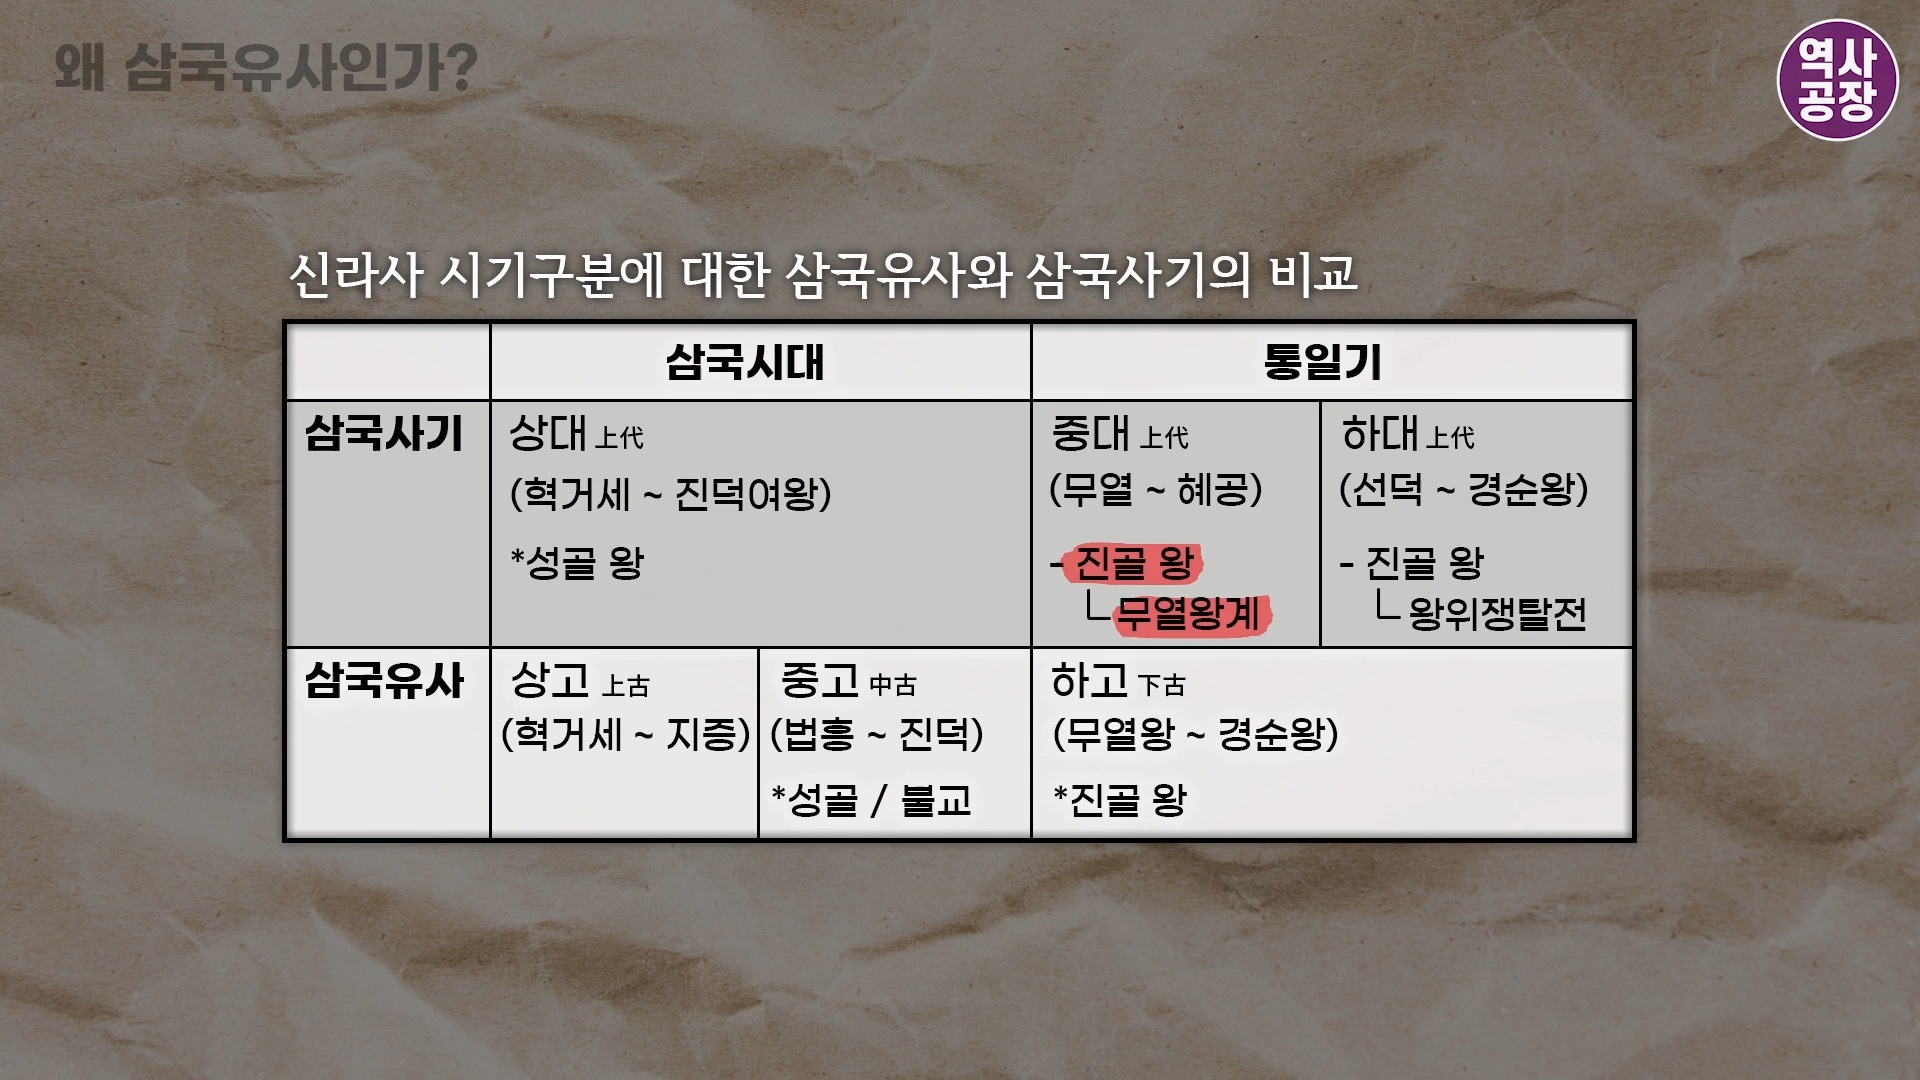 왜 삼국유사인가?
역사
공장
신라사 시기구분에 대한 삼국유사와 삼국사기의 비교
삼국시대
통일기
삼국사기
상대 上代
(혁거세 ~ 진덕여왕)
*성골 왕
중대 上代
(무열 ~ 혜공)
- 진골 왕
무열왕계
하대 上代
(선덕 ~ 경순왕)
- 진골 왕
왕위쟁탈전
삼국유사
상고 上古
(혁거세 ~ 지증)
중고 中古
(법흥 ~ 진덕)
*성골 / 불교
하고 下古
(무열왕 ~ 경순왕)
*진골 왕